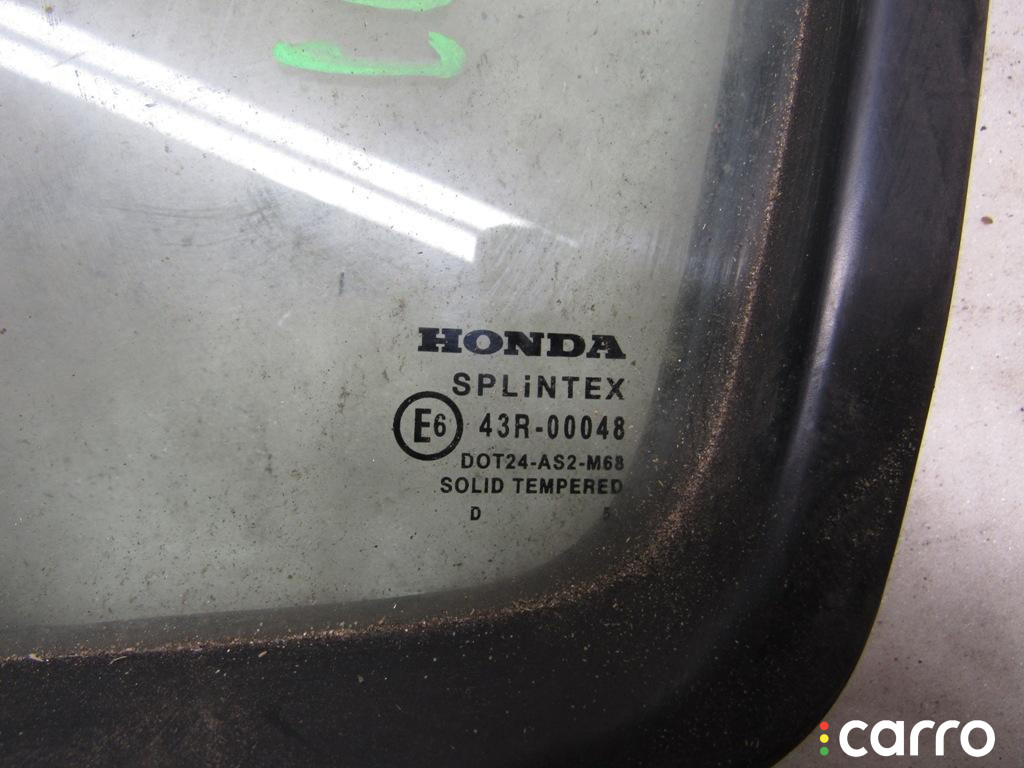 HONDA
SPLiNTEX
E6 43R-00048
DOT24-AS2-M68
SOLID TEMPERED
D 5
carro